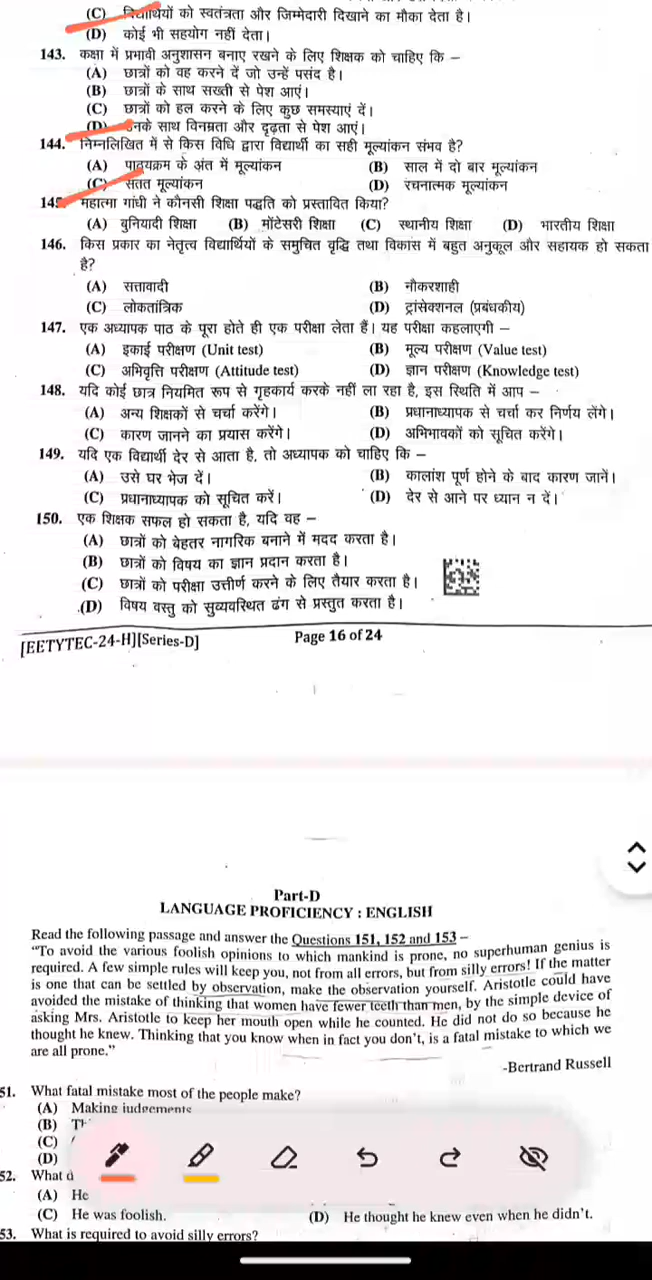 (C) विद्यार्थियों को स्वतंत्रता और जिम्मेदारी दिखाने का मौका देता है।
(D) कोई भी सहयोग नहीं देता।
143. कक्षा में प्रभावी अनुशासन बनाए रखने के लिए शिक्षक को चाहिए कि –
(A) छात्रों को वह करने दें जो उन्हें पसंद है।
(B) छात्रों के साथ सख्ती से पेश आएं।
(C) छात्रों को हल करने के लिए कुछ समस्याएं दें।
(D) उनके साथ विनम्रता और दृढ़ता से पेश आएं।
144. निम्नलिखित में से किस विधि द्वारा विद्यार्थी का सही मूल्यांकन संभव है?
(A) पाठ्यक्रम के अंत में मूल्यांकन (B) साल में दो बार मूल्यांकन
(C) सतत मूल्यांकन (D) रचनात्मक मूल्यांकन
145. महात्मा गांधी ने कौनसी शिक्षा पद्धति को प्रस्तावित किया?
(A) बुनियादी शिक्षा (B) मोंटेसरी शिक्षा (C) स्थानीय शिक्षा (D) भारतीय शिक्षा
146. किस प्रकार का नेतृत्व विद्यार्थियों के समुचित वृद्धि तथा विकास में बहुत अनुकूल और सहायक हो सकता
है?
(A) सत्तावादी (B) नौकरशाही
(C) लोकतांत्रिक (D) ट्रांसेक्शनल (प्रबंधकीय)
147. एक अध्यापक पाठ के पूरा होते ही एक परीक्षा लेता हैं। यह परीक्षा कहलाएगी –
(A) इकाई परीक्षण (Unit test) (B) मूल्य परीक्षण (Value test)
(C) अभिवृत्ति परीक्षण (Attitude test) (D) ज्ञान परीक्षण (Knowledge test)
148. यदि कोई छात्र नियमित रूप से गृहकार्य करके नहीं ला रहा है, इस स्थिति में आप –
(A) अन्य शिक्षकों से चर्चा करेंगे। (B) प्रधानाध्यापक से चर्चा कर निर्णय लेंगे।
(C) कारण जानने का प्रयास करेंगे। (D) अभिभावकों को सूचित करेंगे।
149. यदि एक विद्यार्थी देर से आता है, तो अध्यापक को चाहिए कि –
(A) उसे घर भेज दें। (B) कालांश पूर्ण होने के बाद कारण जानें।
(C) प्रधानाध्यापक को सूचित करें। (D) देर से आने पर ध्यान न दें।
150. एक शिक्षक सफल हो सकता है, यदि वह –
(A) छात्रों को बेहतर नागरिक बनाने में मदद करता है।
(B) छात्रों को विषय का ज्ञान प्रदान करता है।
(C) छात्रों को परीक्षा उत्तीर्ण करने के लिए तैयार करता है।
(D) विषय वस्तु को सुव्यवस्थित ढंग से प्रस्तुत करता है।
[EETYTEC-24-H][Series-D] Page 16 of 24
Part-D
LANGUAGE PROFICIENCY : ENGLISH
Read the following passage and answer the Questions 151, 152 and 153 –
"To avoid the various foolish opinions to which mankind is prone, no superhuman genius is
required. A few simple rules will keep you, not from all errors, but from silly errors! If the matter
is one that can be settled by observation, make the observation yourself. Aristotle could have
avoided the mistake of thinking that women have fewer teeth than men, by the simple device of
asking Mrs. Aristotle to keep her mouth open while he counted. He did not do so because he
thought he knew. Thinking that you know when in fact you don't, is a fatal mistake to which we
are all prone."
-Bertrand Russell
51. What fatal mistake most of the people make?
(A) Making judgements
(B)
(C)
(D)
52. What d
(A) He
(C) He was foolish. (D) He thought he knew even when he didn't.
53. What is required to avoid silly errors?